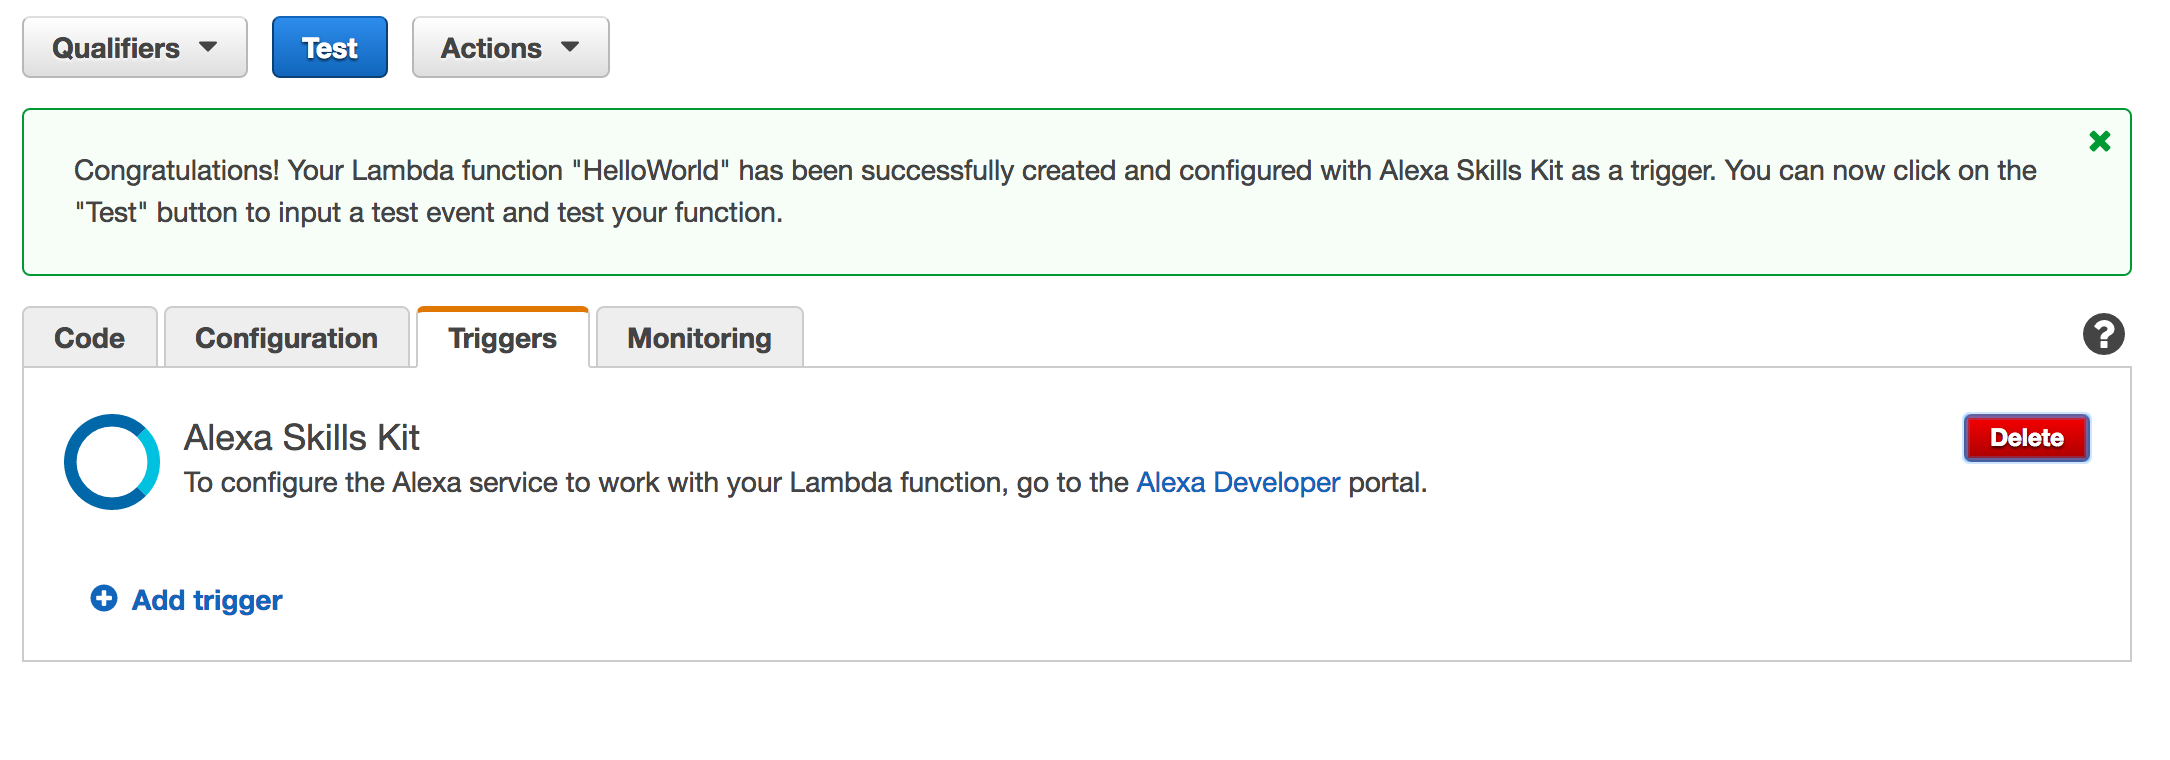 Qualifiers Test Actions
Congratulations! Your Lambda function "HelloWorld" has been successfully created and configured with Alexa Skills Kit as a trigger. You can now click on the
"Test" button to input a test event and test your function.
Code Configuration Triggers Monitoring
Alexa Skills Kit
Delete
To configure the Alexa service to work with your Lambda function, go to the Alexa Developer portal.
Add trigger